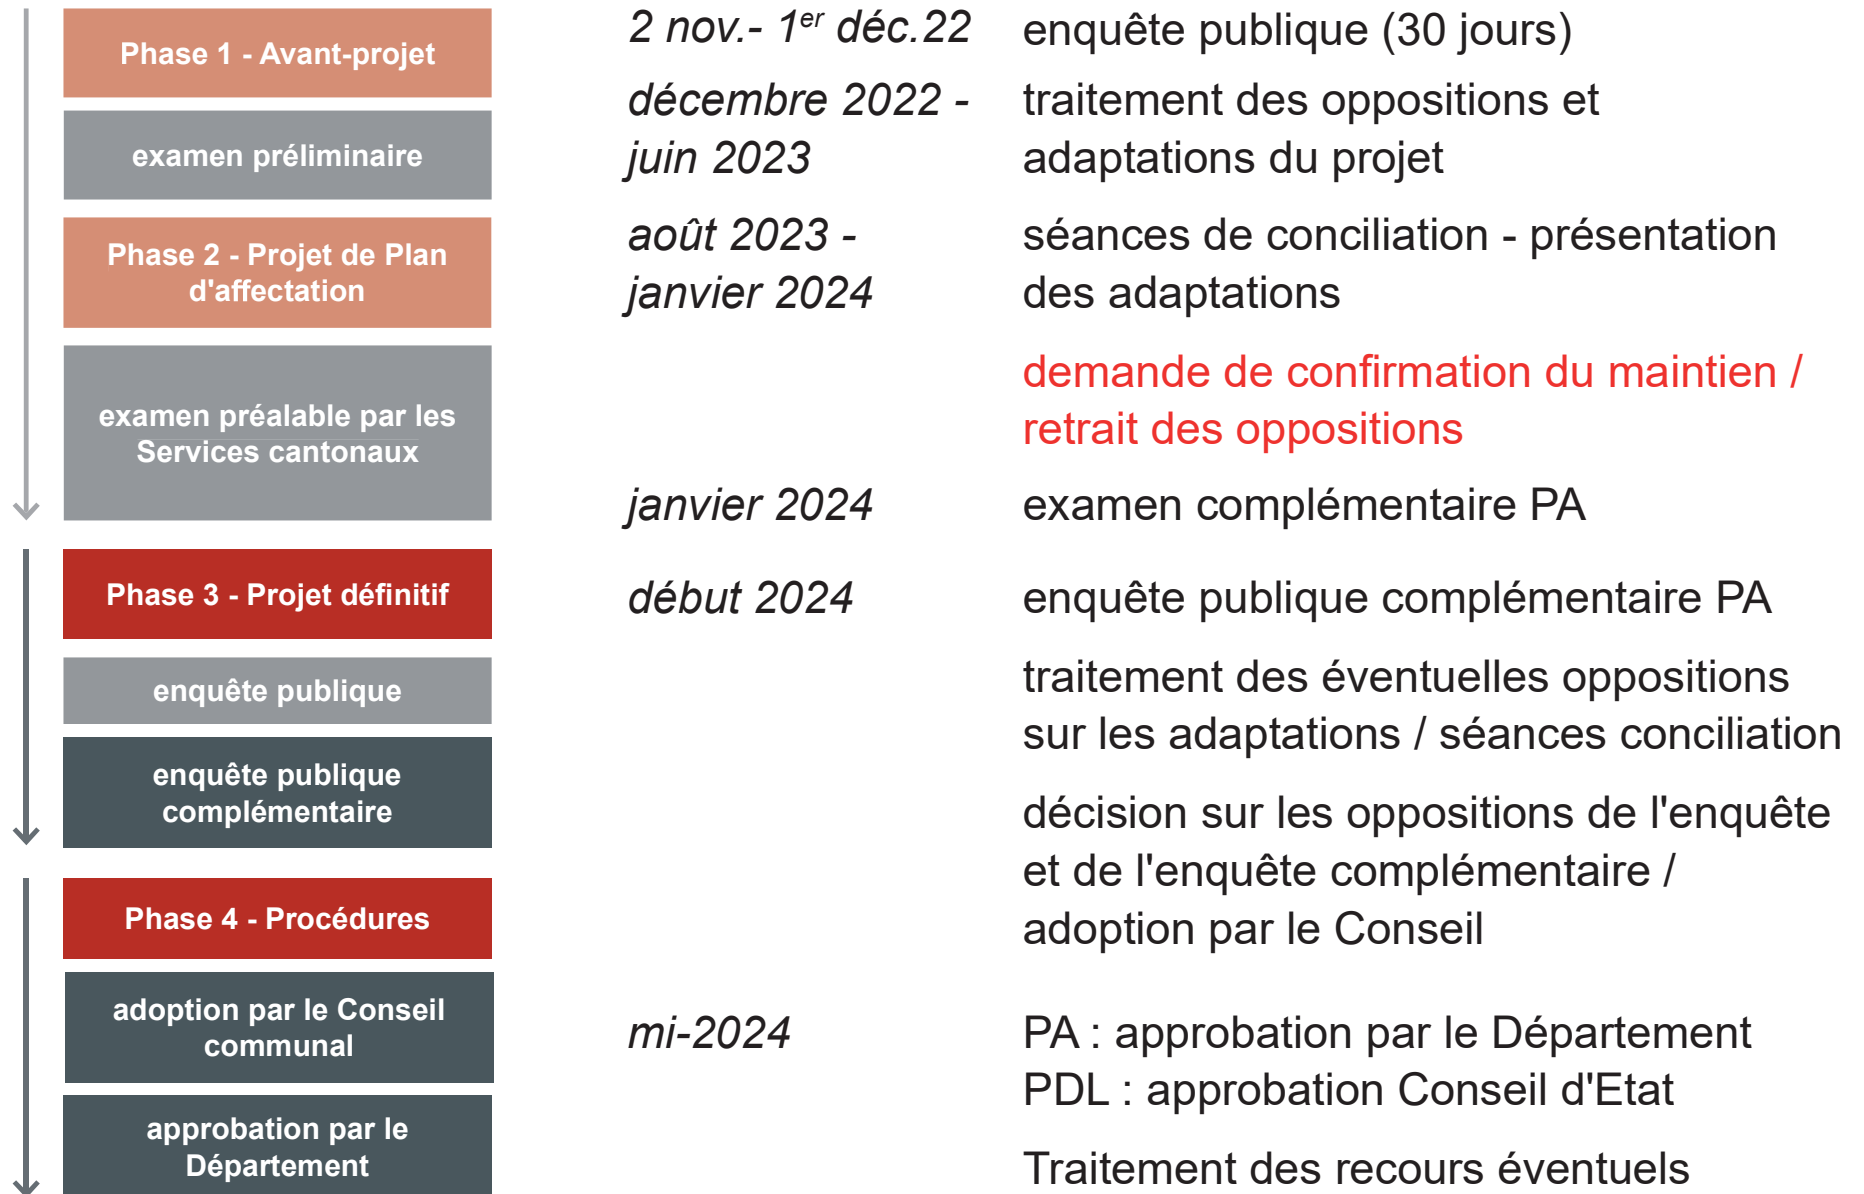 Phase 1 - Avant-projet
examen préliminaire
Phase 2 - Projet de Plan
d'affectation
examen préalable par les
Services cantonaux
Phase 3 - Projet définitif
enquête publique
enquête publique
complémentaire
Phase 4 - Procédures
adoption par le Conseil
communal
approbation par le
Département
2 nov.- 1er déc.22 enquête publique (30 jours)
décembre 2022 - traitement des oppositions et
juin 2023 adaptations du projet
août 2023 - séances de conciliation - présentation
janvier 2024 des adaptations
demande de confirmation du maintien /
retrait des oppositions
janvier 2024 examen complémentaire PA
début 2024 enquête publique complémentaire PA
traitement des éventuelles oppositions
sur les adaptations / séances conciliation
décision sur les oppositions de l'enquête
et de l'enquête complémentaire /
adoption par le Conseil
mi-2024 PA : approbation par le Département
PDL : approbation Conseil d'Etat
Traitement des recours éventuels